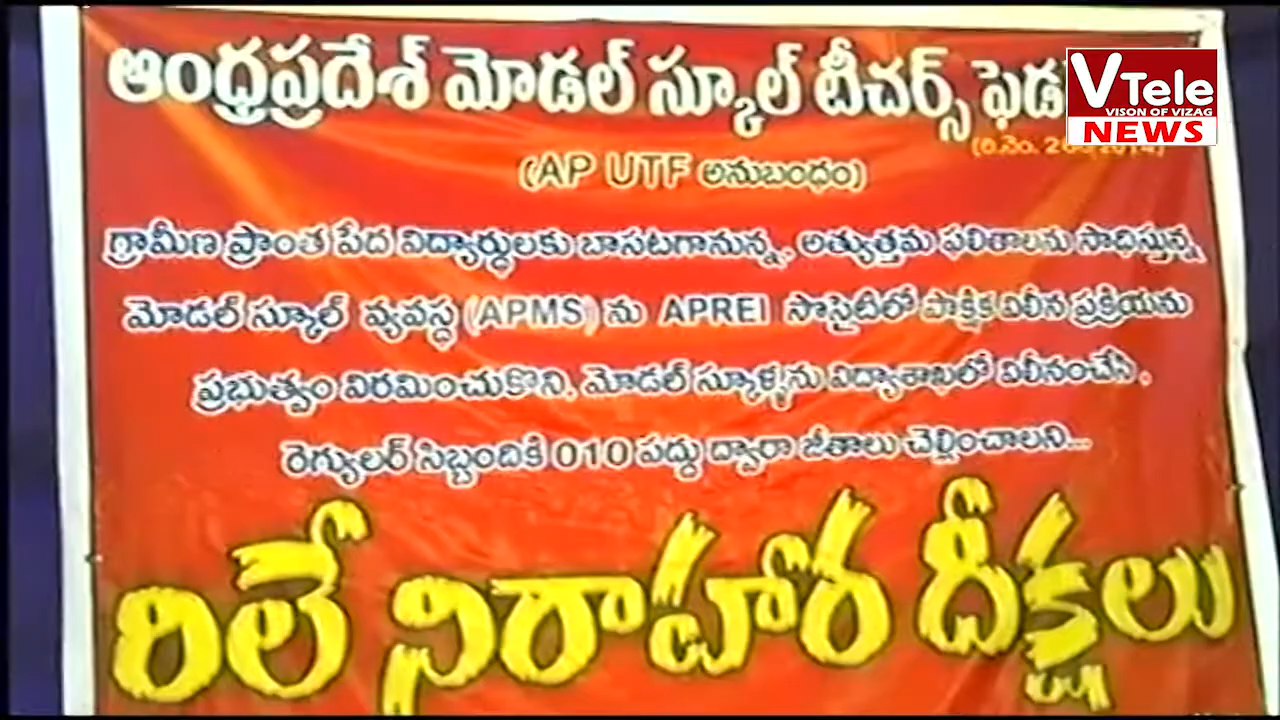 ఆంధ్రప్రదేశ్ మోడల్ స్కూల్ టీచర్స్ ఫెడ
V Tele
VISON OF VIZAG
NEWS
(AP UTF అనుబంధం)
గ్రామీణ ప్రాంత పేద విద్యార్థులకు బాసటగానున్న, అత్యుత్తమ ఫలితాలను సాధిస్తున్న
మోడల్ స్కూల్ వ్యవస్థ (APMS) ను APREI సొసైటీలో పాక్షిక విలీన ప్రక్రియను
ప్రభుత్వం విరమించుకొని, మోడల్ స్కూళ్ళను విద్యాశాఖలో విలీనంచేసి,
రెగ్యులర్ సిబ్బందికి 010 పద్దు ద్వారా జీతాలు చెల్లించాలని...
రిలే నిరాహార దీక్షలు